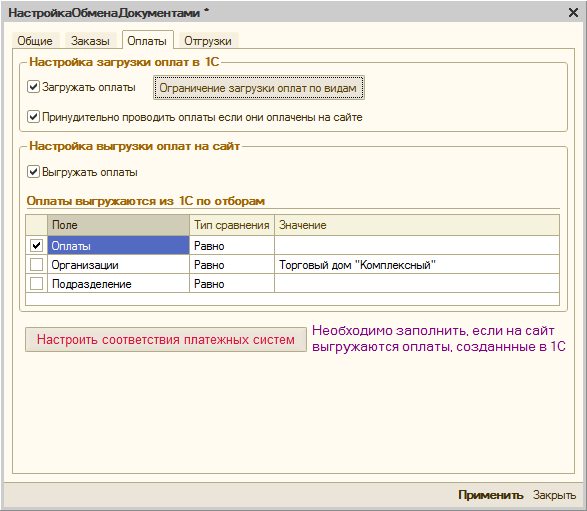 НастройкаОбменаДокументами *
Общие Заказы Оплаты Отгрузки
Настройка загрузки оплат в 1С
Загружать оплаты Ограничение загрузки оплат по видам
Принудительно проводить оплаты если они оплачены на сайте
Настройка выгрузки оплат на сайт
Выгружать оплаты
Оплаты выгружаются из 1С по отборам
Поле Тип сравнения Значение
Оплаты Равно
Организации Равно Торговый дом "Комплексный"
Подразделение Равно
Настроить соответствия платежных систем
Необходимо заполнить, если на сайт
выгружаются оплаты, созданнные в 1С
Применить Закрыть